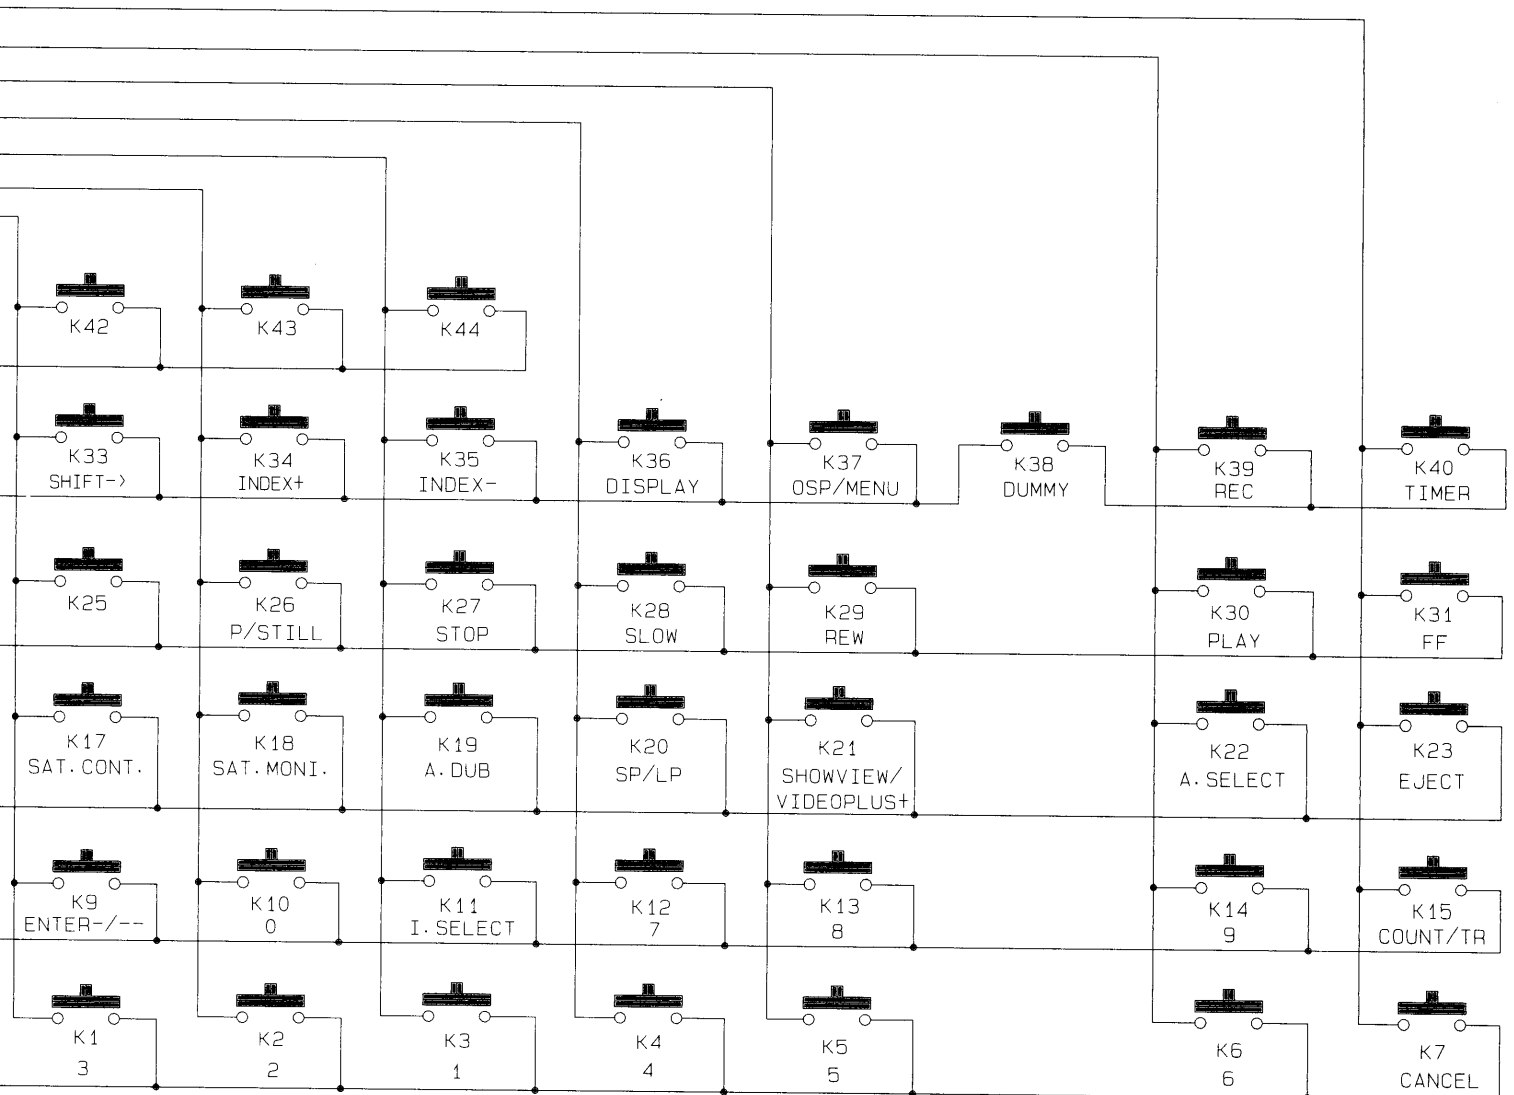 K42 K43 K44
K33 K34 K35 K36 K37 K38 K39 K40
SHIFT-> INDEX+ INDEX- DISPLAY OSP/MENU DUMMY REC TIMER
K25 K26 K27 K28 K29 K30 K31
P/STILL STOP SLOW REW PLAY FF
K17 K18 K19 K20 K21 K22 K23
SAT.CONT. SAT.MONI. A.DUB SP/LP SHOWVIEW/ A.SELECT EJECT
VIDEOPLUS+
K9 K10 K11 K12 K13 K14 K15
ENTER-/-- 0 I.SELECT 7 8 9 COUNT/TR
K1 K2 K3 K4 K5 K6 K7
3 2 1 4 5 6 CANCEL